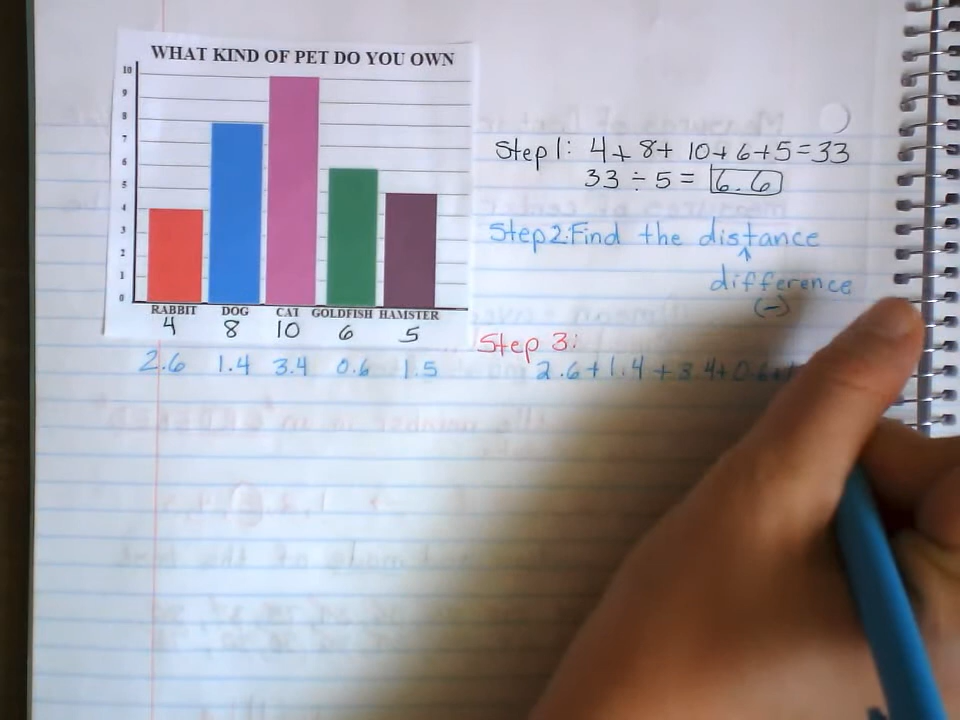 WHAT KIND OF PET DO YOU OWN
10
9
8
7
6
5
4
3
2
1
0
RABBIT DOG CAT GOLDFISH HAMSTER
4 8 10 6 5
2.6 1.4 3.4 0.6 1.5
Step 1: 4+ 8+ 10+6+5=33
33 ÷ 5 = 6.6
Step 2: Find the distance
difference
(-)
Step 3:
2.6+1.4+3.4+0.6+1